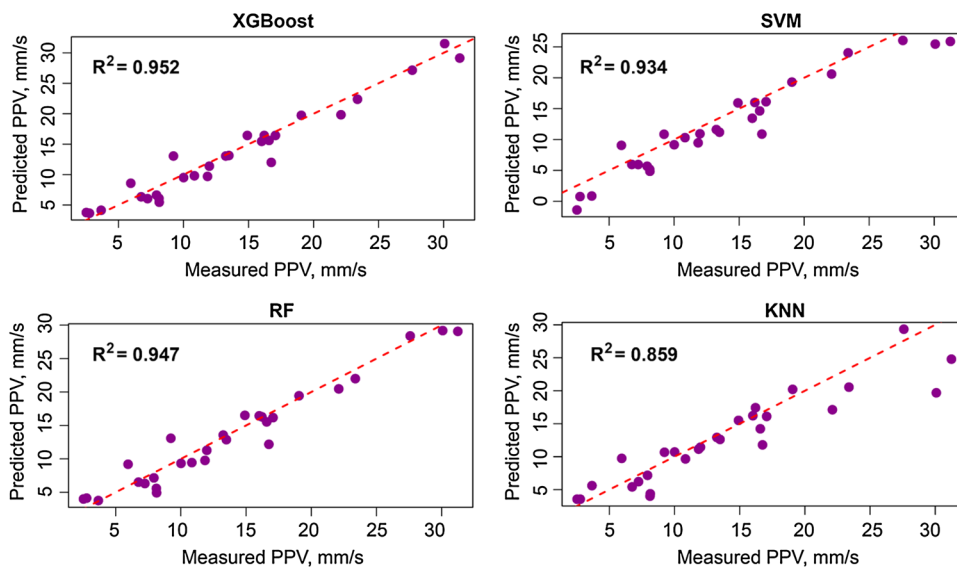 XGBoost
R² = 0.952
Predicted PPV, mm/s
5 10 15 20 25 30
5 10 15 20 25 30
Measured PPV, mm/s
SVM
R² = 0.934
Predicted PPV, mm/s
0 5 10 15 20 25
5 10 15 20 25 30
Measured PPV, mm/s
RF
R² = 0.947
Predicted PPV, mm/s
5 10 15 20 25 30
5 10 15 20 25 30
Measured PPV, mm/s
KNN
R² = 0.859
Predicted PPV, mm/s
5 10 15 20 25 30
5 10 15 20 25 30
Measured PPV, mm/s